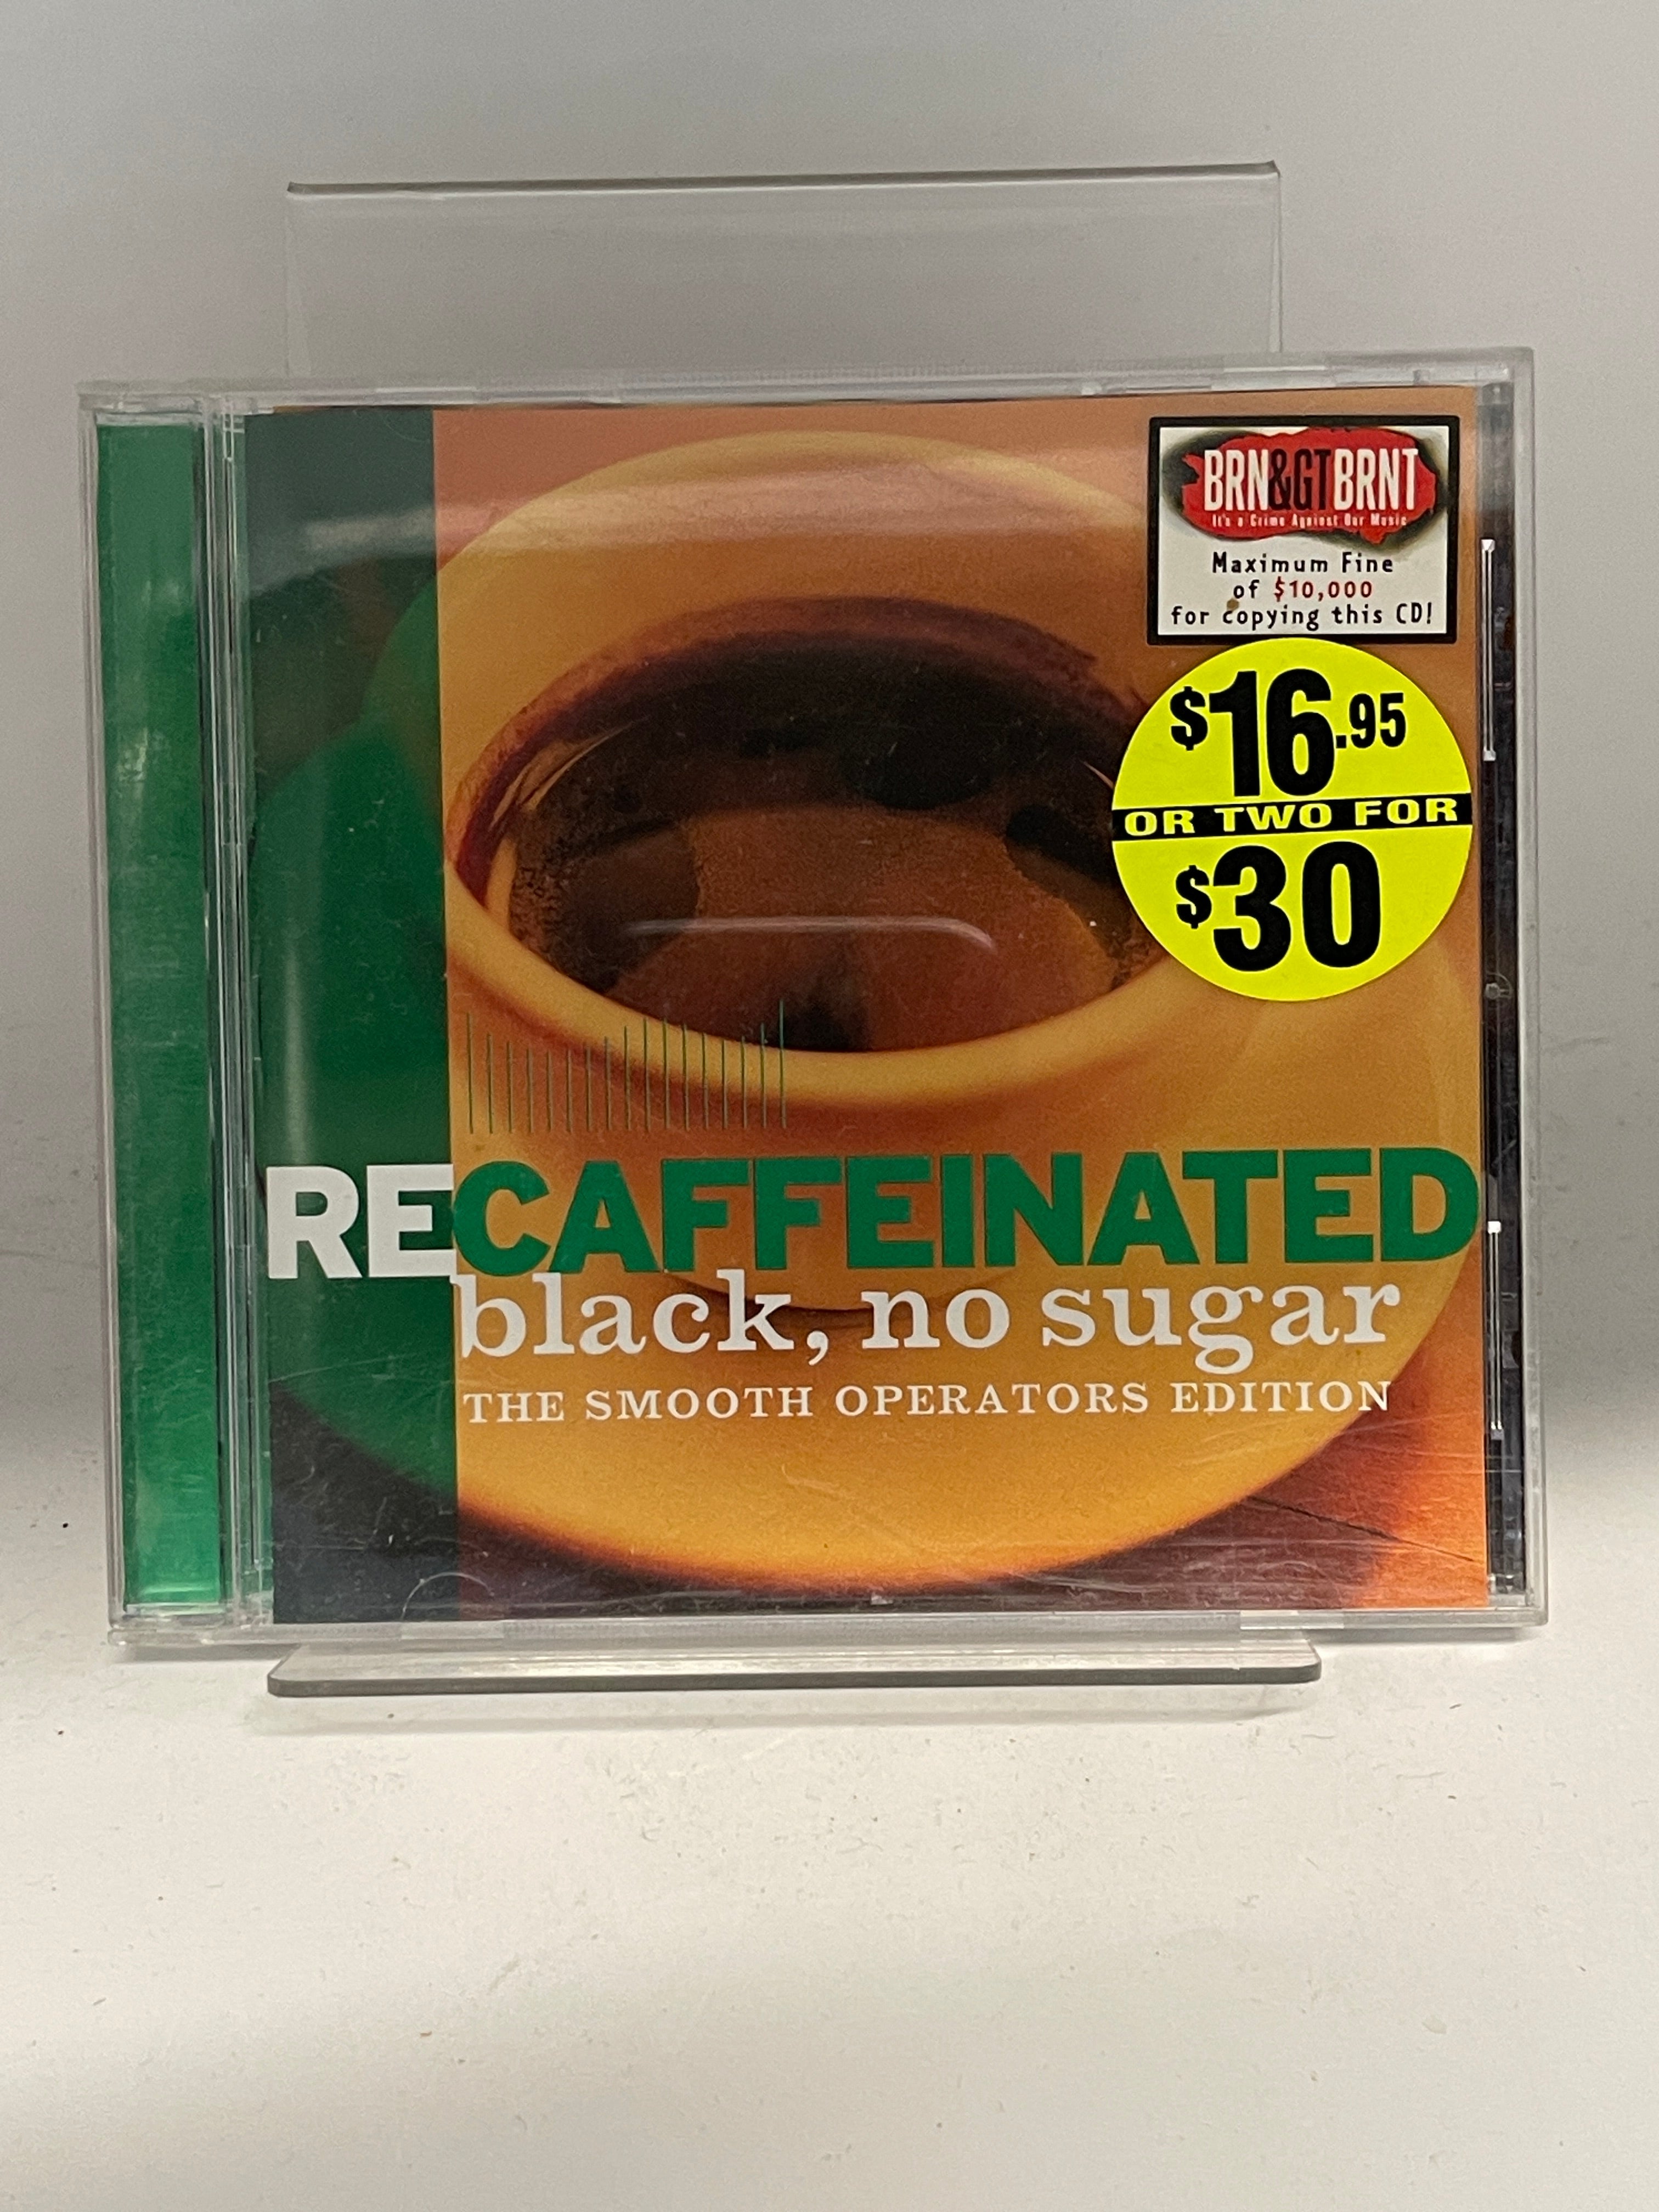 BRN&GTBRNT
It's a Crime Against Our Music
Maximum Fine
of $10,000
for copying this CD!
$16.95
OR TWO FOR
$30
RECAFFEINATED
black, no sugar
THE SMOOTH OPERATORS EDITION